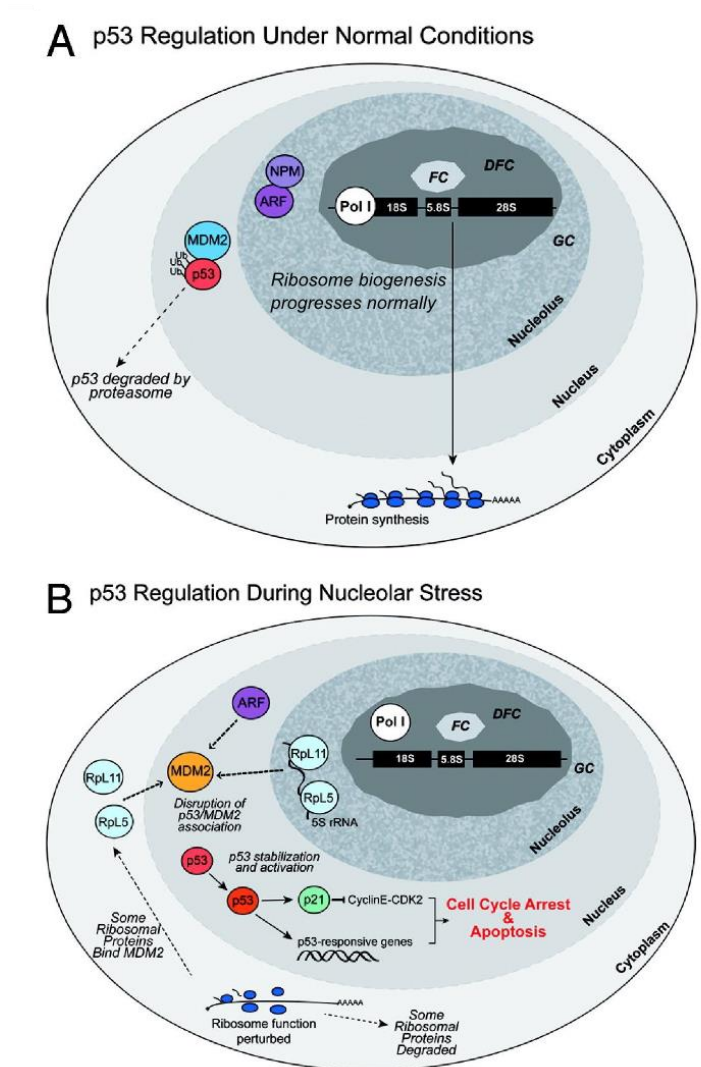 A p53 Regulation Under Normal Conditions
NPM
ARF
FC
DFC
Pol I
18S
5.8S
28S
GC
MDM2
Ub
Ub
Ub
p53
Ribosome biogenesis
progresses normally
Nucleolus
p53 degraded by
proteasome
Nucleus
Cytoplasm
AAAAA
Protein synthesis
B p53 Regulation During Nucleolar Stress
ARF
Pol I
FC
DFC
18S
5.8S
28S
GC
RpL11
RpL11
MDM2
RpL5
RpL5
5S rRNA
Disruption of
p53/MDM2
association
Nucleolus
p53
p53 stabilization
and activation
p53
p21
CyclinE-CDK2
Cell Cycle Arrest
&
Apoptosis
Nucleus
p53-responsive genes
Some
Ribosomal
Proteins
Bind MDM2
Cytoplasm
AAAAA
Ribosome function
perturbed
Some
Ribosomal
Proteins
Degraded